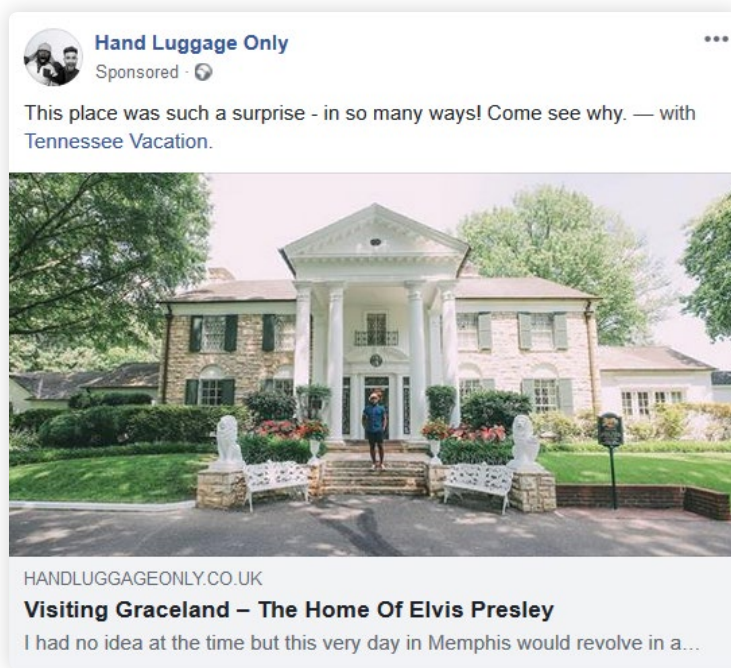 Hand Luggage Only
Sponsored ·
This place was such a surprise - in so many ways! Come see why. — with
Tennessee Vacation.
HANDLUGGAGEONLY.CO.UK
Visiting Graceland – The Home Of Elvis Presley
I had no idea at the time but this very day in Memphis would revolve in a...